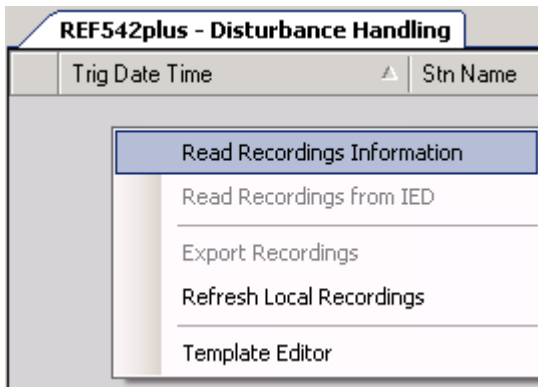 REF542plus - Disturbance Handling
Trig Date Time Stn Name
Read Recordings Information
Read Recordings from IED
Export Recordings
Refresh Local Recordings
Template Editor